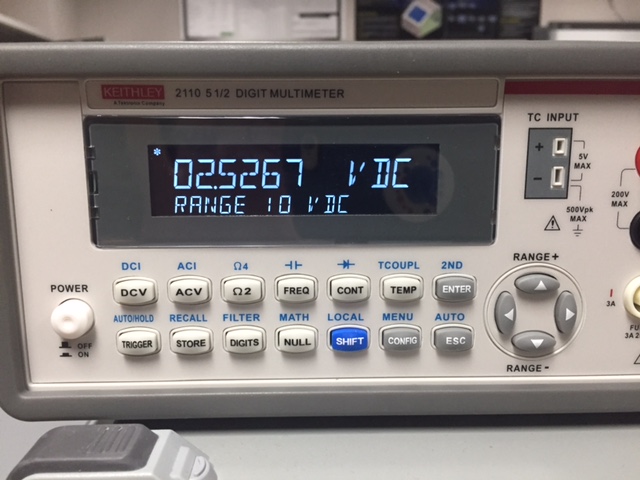 KEITHLEY 2110 5 1/2 DIGIT MULTIMETER
A Tektronix Company
TC INPUT
* 02.5267 VDC
RANGE 10 VDC
+ 5V MAX
-
500Vpk MAX
200V MAX
RANGE+
DCI ACI Ω4 TCOUPL 2ND
POWER DCV ACV Ω2 FREQ CONT TEMP ENTER
AUTO/HOLD RECALL FILTER MATH LOCAL MENU AUTO
TRIGGER STORE DIGITS NULL SHIFT CONFIG ESC
OFF
ON
3A
RANGE-